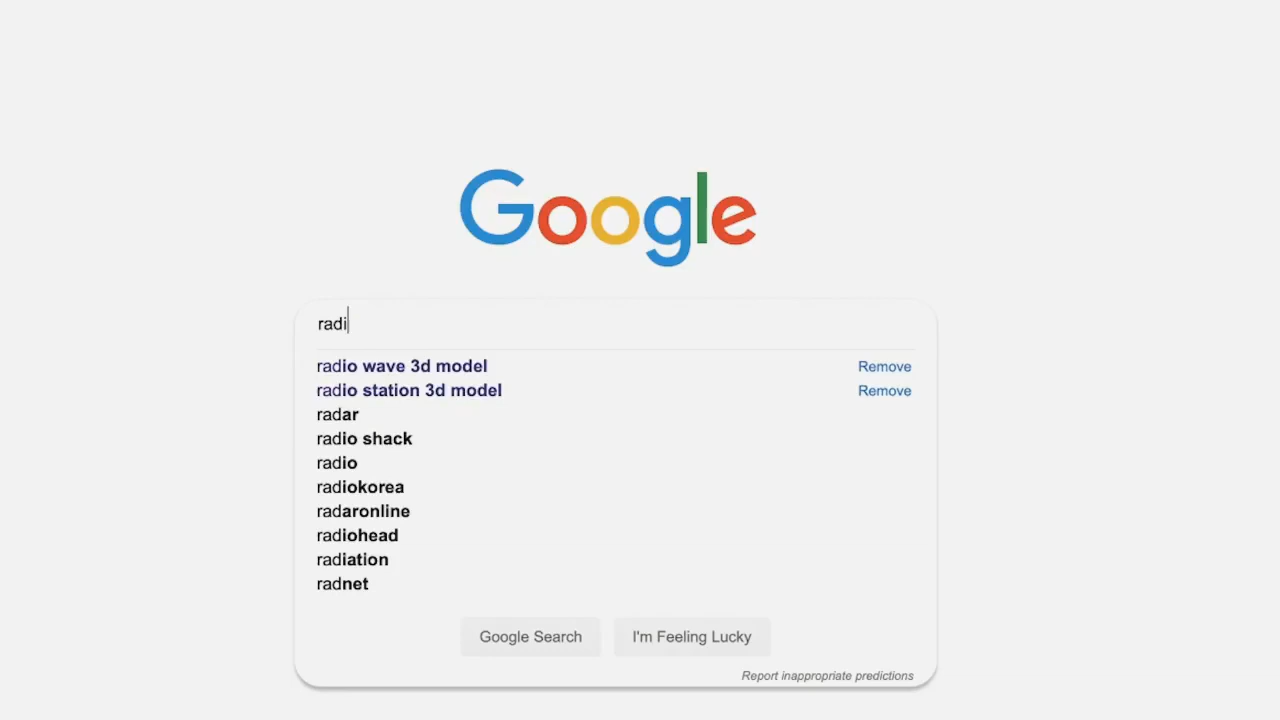 Google
radi
radio wave 3d model Remove
radio station 3d model Remove
radar
radio shack
radio
radiokorea
radaronline
radiohead
radiation
radnet
Google Search I'm Feeling Lucky
Report inappropriate predictions